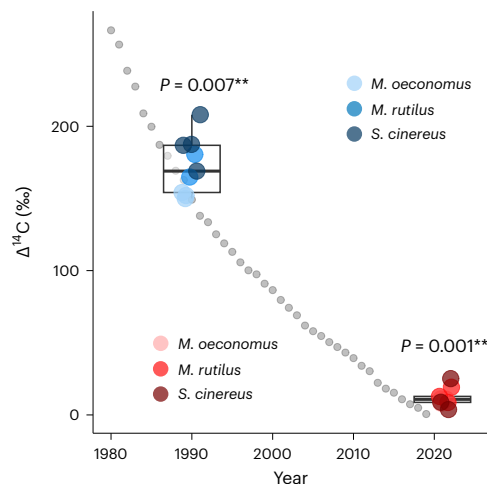 P = 0.007**
M. oeconomus
M. rutilus
S. cinereus
200
Δ¹⁴C (‰)
100
P = 0.001**
M. oeconomus
M. rutilus
S. cinereus
0
1980 1990 2000 2010 2020
Year